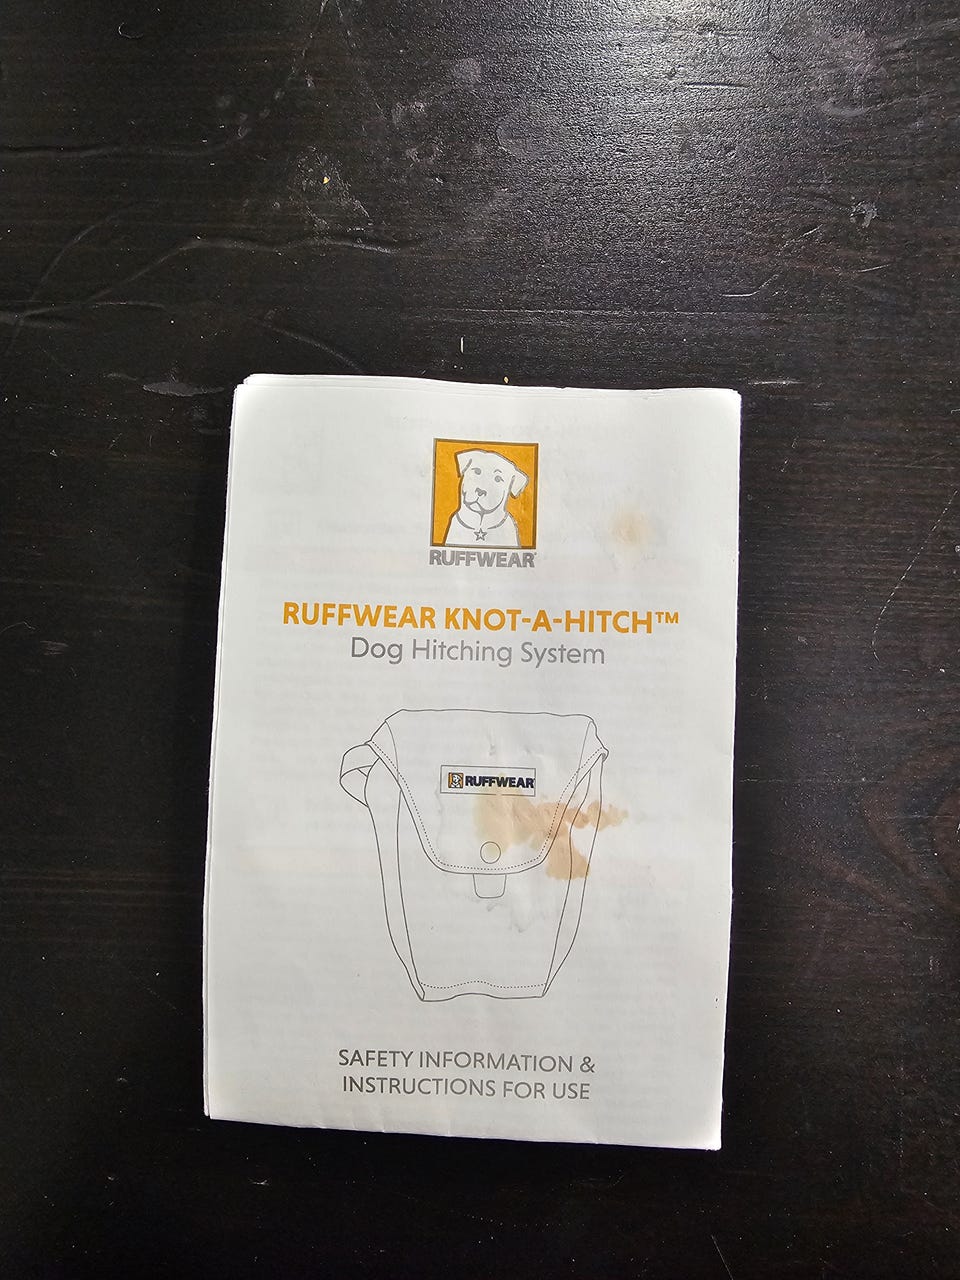 RUFFWEAR®
RUFFWEAR KNOT-A-HITCH™
Dog Hitching System
RUFFWEAR
SAFETY INFORMATION &
INSTRUCTIONS FOR USE